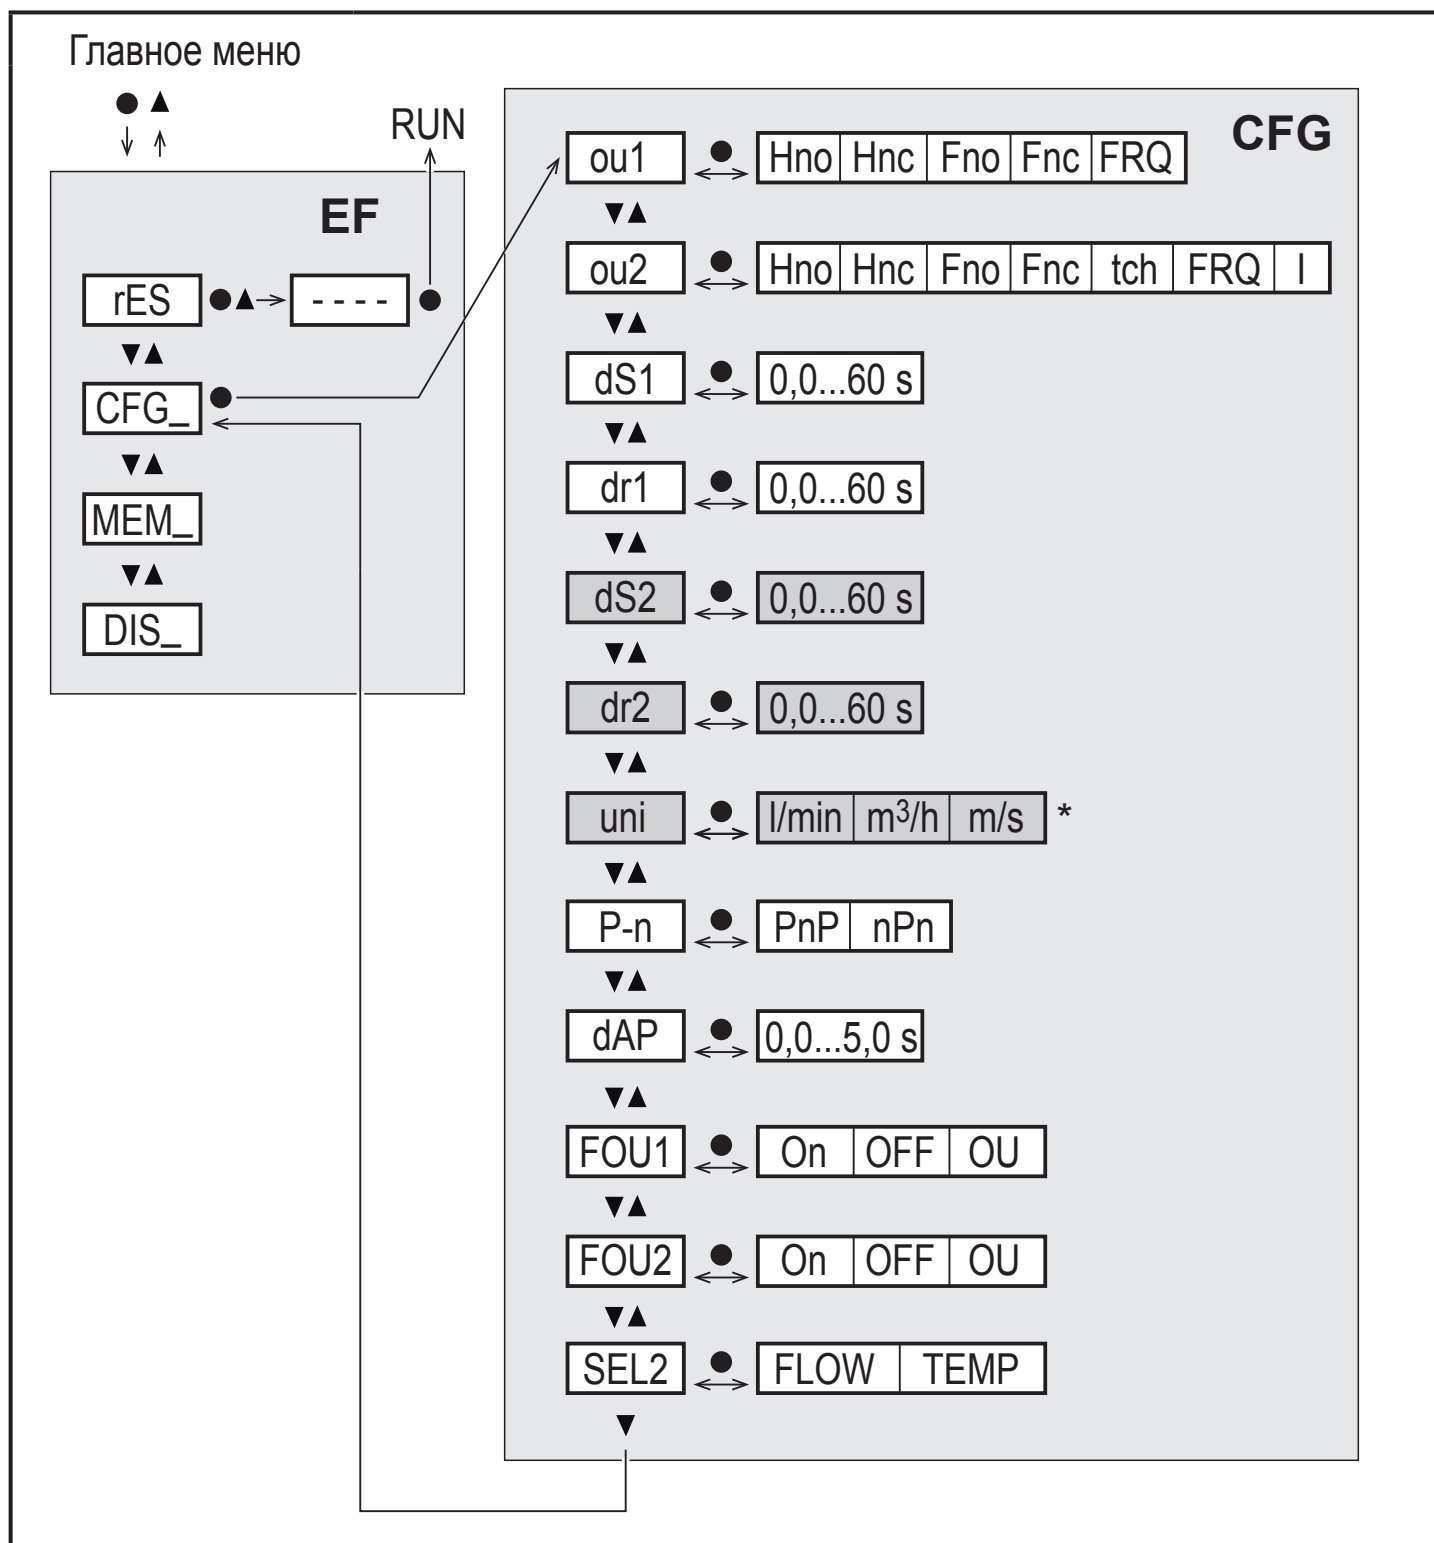 Главное меню
RUN
EF
rES - - - -
CFG_
MEM_
DIS_
CFG
ou1 Hno Hnc Fno Fnc FRQ
ou2 Hno Hnc Fno Fnc tch FRQ I
dS1 0,0...60 s
dr1 0,0...60 s
dS2 0,0...60 s
dr2 0,0...60 s
uni l/min m³/h m/s *
P-n PnP nPn
dAP 0,0...5,0 s
FOU1 On OFF OU
FOU2 On OFF OU
SEL2 FLOW TEMP